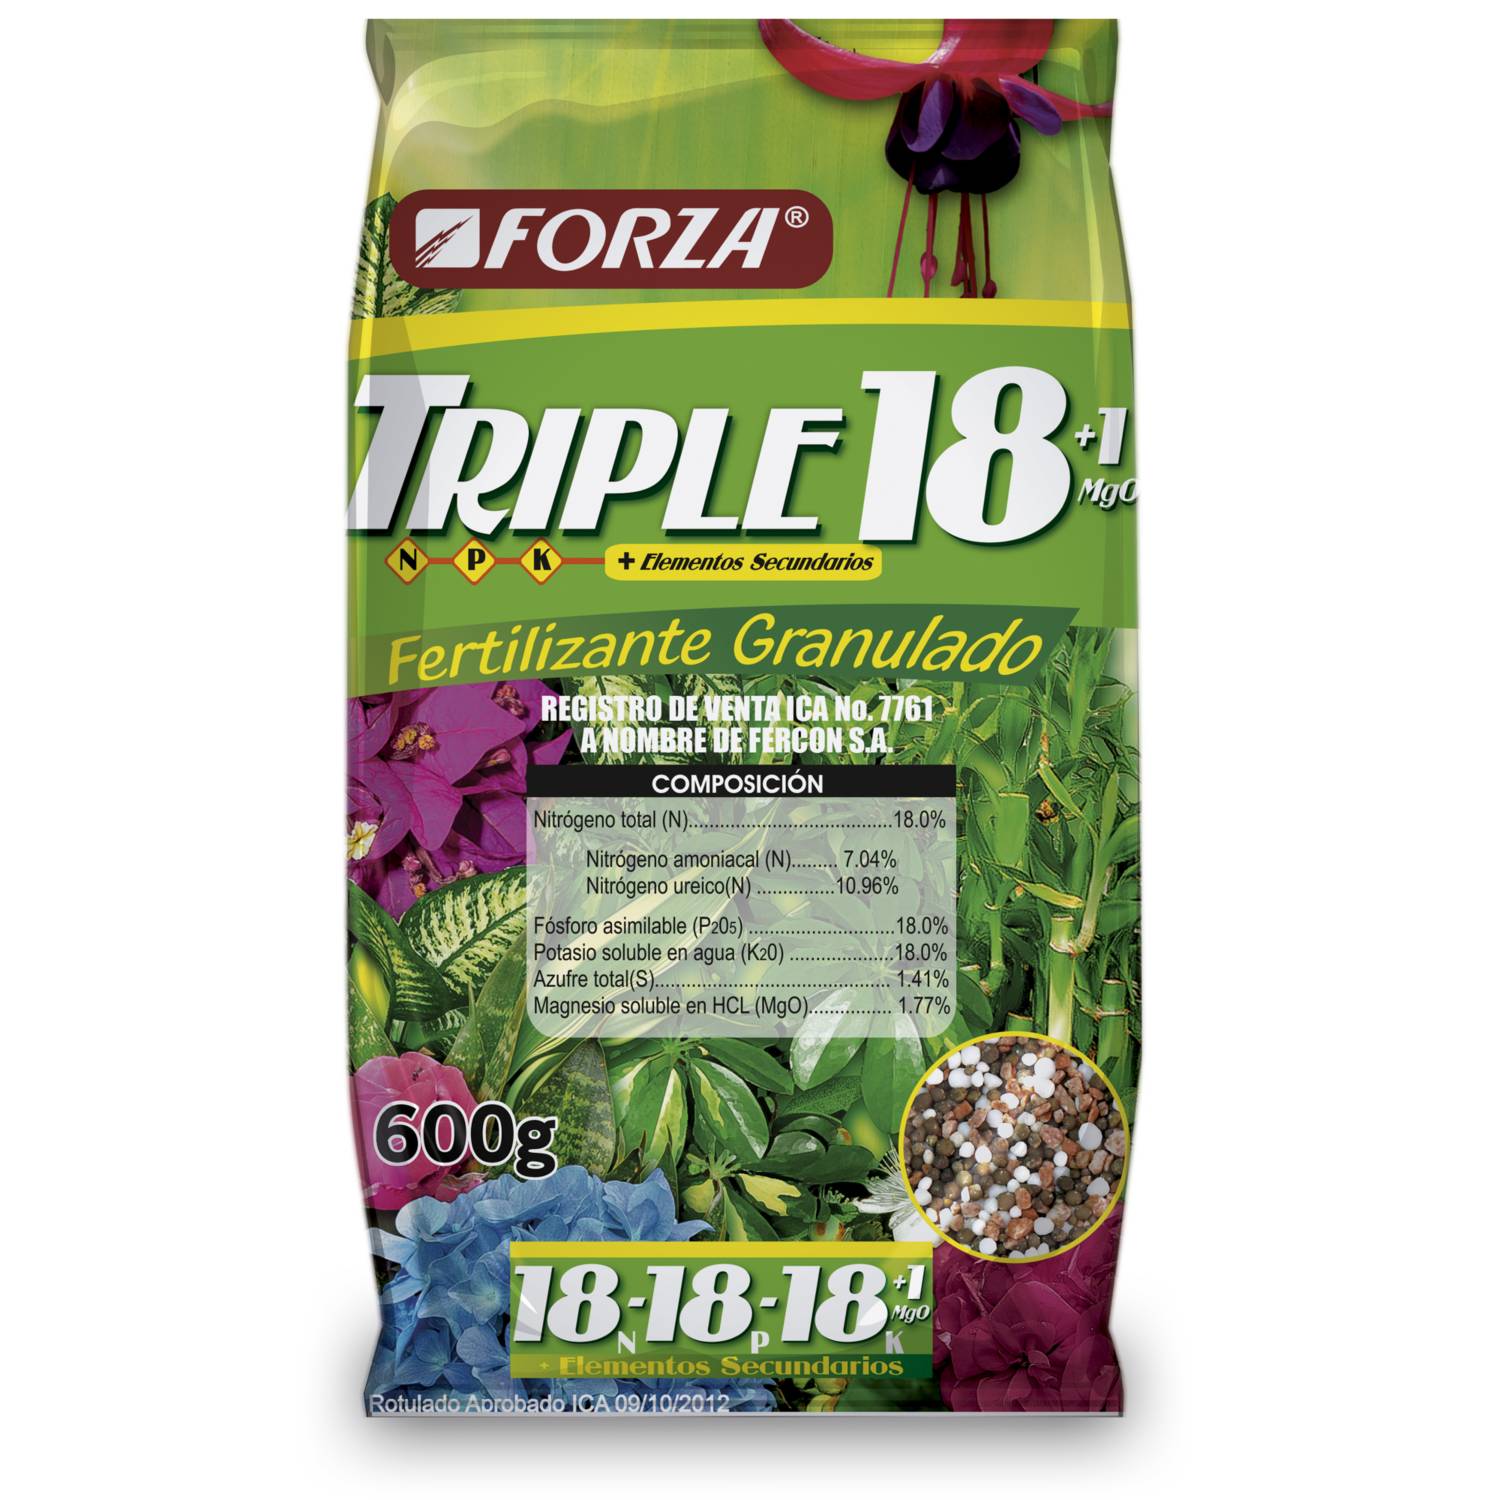 FORZA®
TRIPLE 18 +1 MgO
N P K + Elementos Secundarios
Fertilizante Granulado
REGISTRO DE VENTA ICA No. 7761
A NOMBRE DE FERCON S.A.
COMPOSICIÓN
Nitrógeno total (N)......................................18.0%
Nitrógeno amoniacal (N)......... 7.04%
Nitrógeno ureico(N) ...............10.96%
Fósforo asimilable (P205) ............................18.0%
Potasio soluble en agua (K20) ....................18.0%
Azufre total(S)............................................. 1.41%
Magnesio soluble en HCL (MgO)................ 1.77%
600g
18-18-18 +1 MgO
N P K
+ Elementos Secundarios
Rotulado Aprobado ICA 09/10/2012